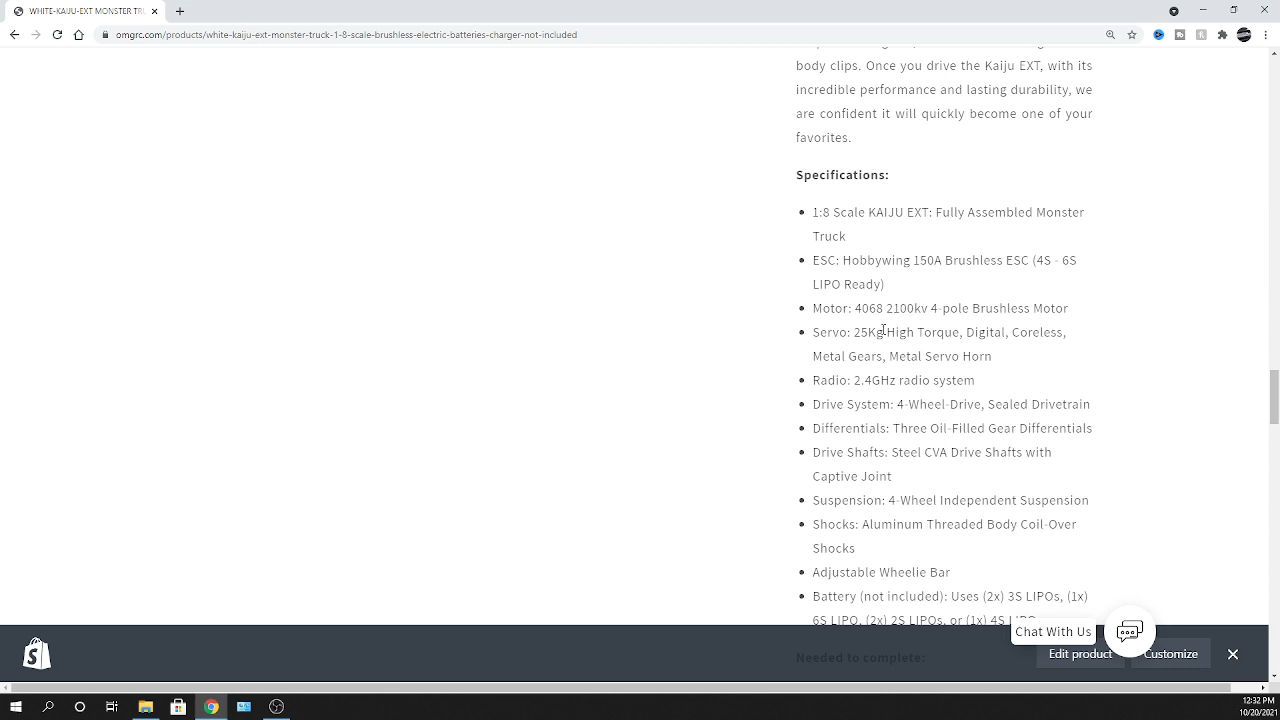 WHITE-KAIJU-EXT MONSTER TR
omgrc.com/products/white-kaiju-ext-monster-truck-1-8-scale-brushless-electric-batteries-charger-not-included
body clips. Once you drive the Kaiju EXT, with its
incredible performance and lasting durability, we
are confident it will quickly become one of your
favorites.
Specifications:
1:8 Scale KAIJU EXT: Fully Assembled Monster
Truck
ESC: Hobbywing 150A Brushless ESC (4S - 6S
LIPO Ready)
Motor: 4068 2100kv 4-pole Brushless Motor
Servo: 25Kg High Torque, Digital, Coreless,
Metal Gears, Metal Servo Horn
Radio: 2.4GHz radio system
Drive System: 4-Wheel-Drive, Sealed Drivetrain
Differentials: Three Oil-Filled Gear Differentials
Drive Shafts: Steel CVA Drive Shafts with
Captive Joint
Suspension: 4-Wheel Independent Suspension
Shocks: Aluminum Threaded Body Coil-Over
Shocks
Adjustable Wheelie Bar
Battery (not included): Uses (2x) 3S LIPOs, (1x)
6S LIPO, (2x) 2S LIPOs, or (1x) 4S LIPO
Chat With Us
Needed to complete:
Edit product
Customize
12:32 PM
10/20/2021